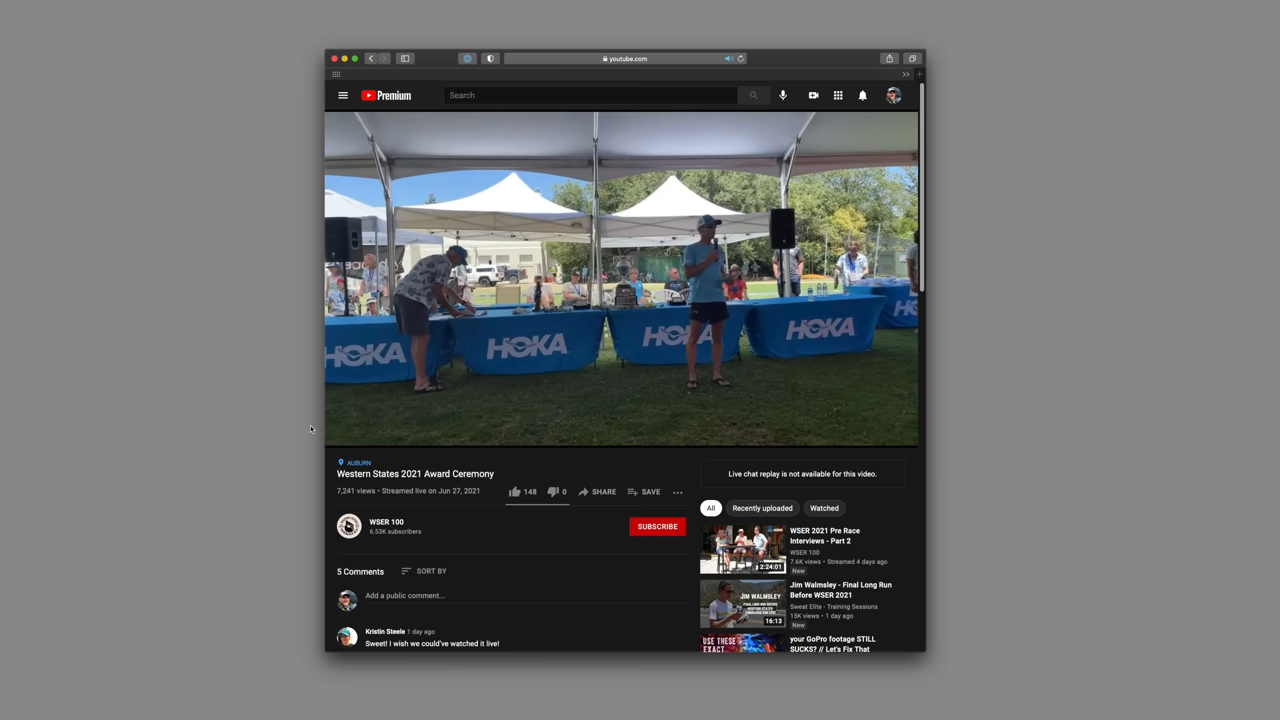 youtube.com
Premium
Search
HOKA
HOKA
HOKA
HOKA
AUBURN
Western States 2021 Award Ceremony
7,241 views • Streamed live on Jun 27, 2021
148
0
SHARE
SAVE
WSER 100
6.53K subscribers
SUBSCRIBE
5 Comments
SORT BY
Add a public comment...
Kristin Steele 1 day ago
Sweet! I wish we could've watched it live!
Live chat replay is not available for this video.
All
Recently uploaded
Watched
2:24:01
WSER 2021 Pre Race
Interviews - Part 2
WSER 100
7.6K views • Streamed 4 days ago
New
JIM WALMSLEY
16:13
Jim Walmsley - Final Long Run
Before WSER 2021
Sweat Elite - Training Sessions
15K views • 1 day ago
New
USE THESE
EXACT
your GoPro footage STILL
SUCKS? // Let's Fix That